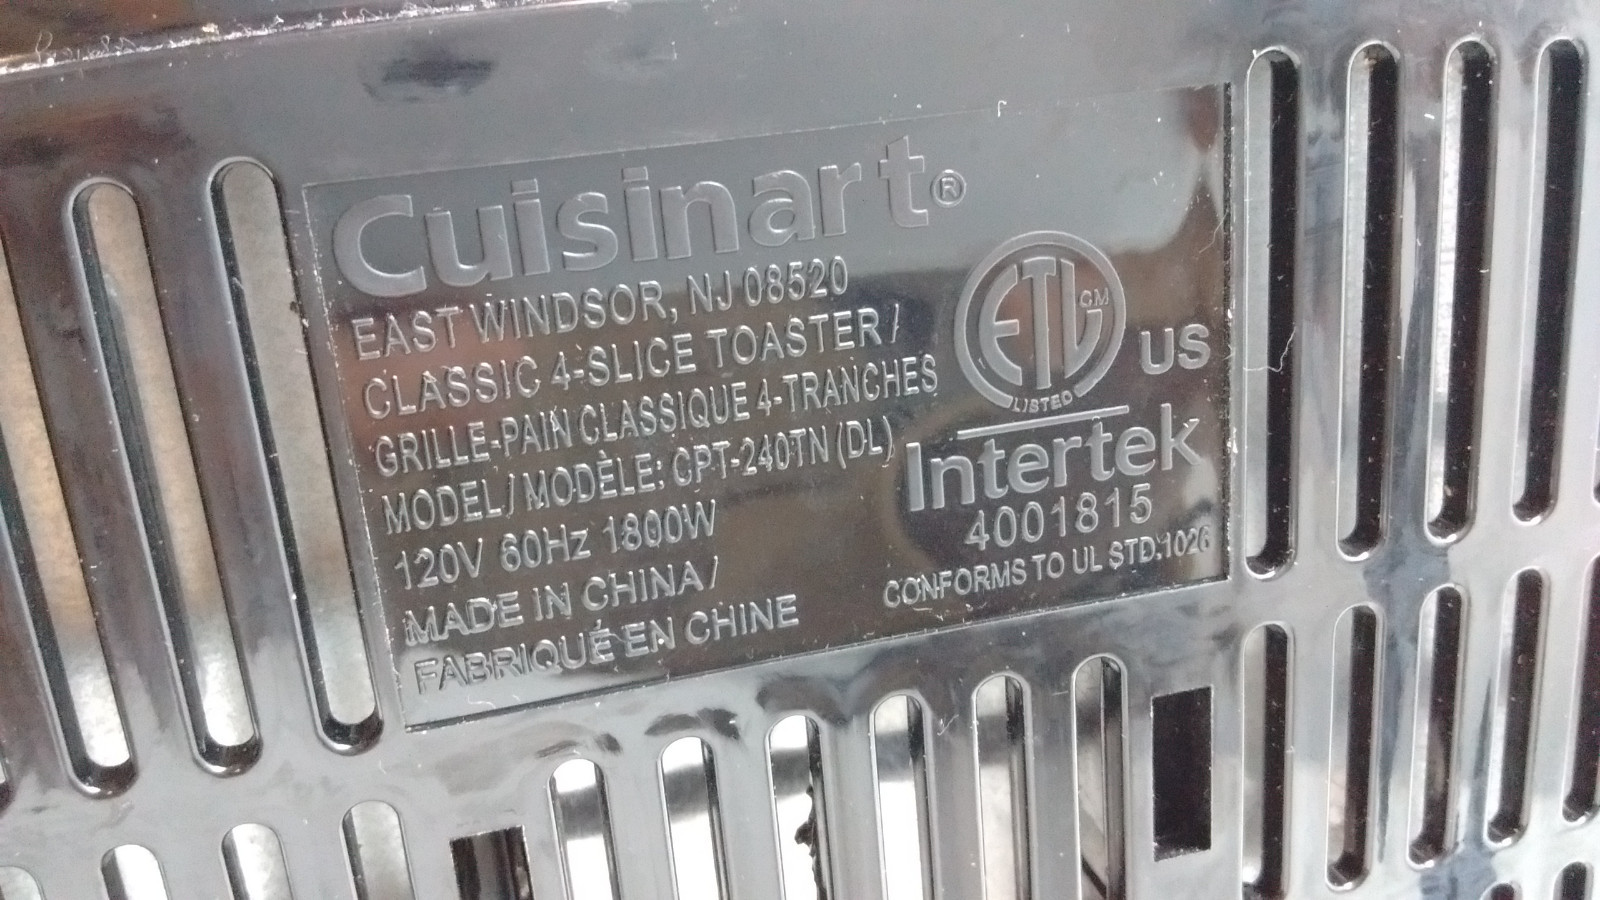 Cuisinart®
EAST WINDSOR, NJ 08520
CLASSIC 4-SLICE TOASTER /
GRILLE-PAIN CLASSIQUE 4-TRANCHES
MODEL / MODÈLE: CPT-240TN (DL)
120V 60Hz 1800W
MADE IN CHINA /
FABRIQUÉ EN CHINE
ETL CM
LISTED
US
Intertek
4001815
CONFORMS TO UL STD.1026